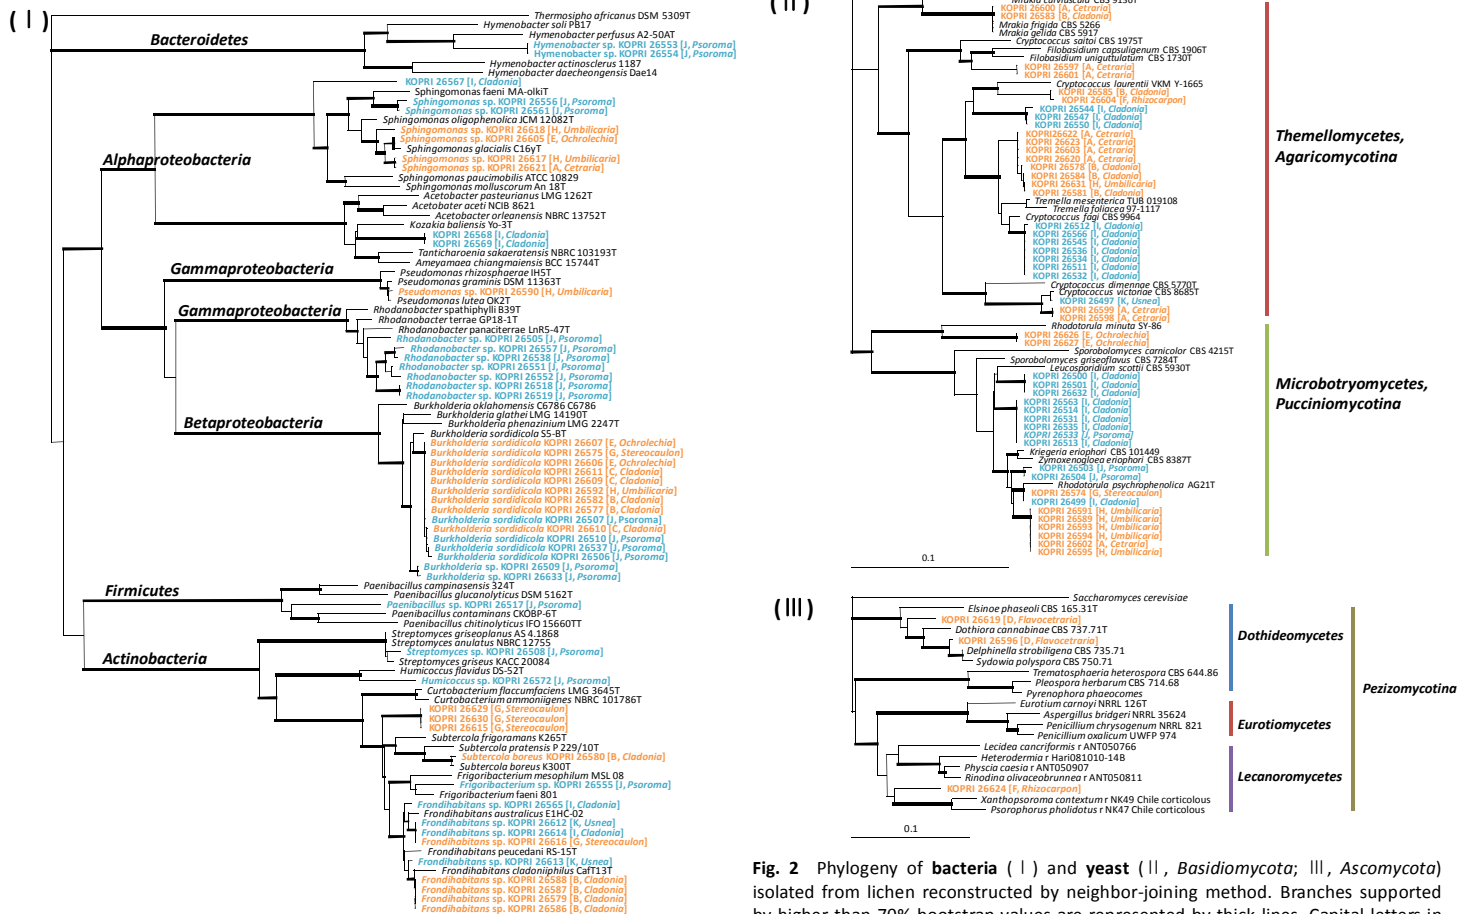 ( Ⅰ )
Thermosipho africanus DSM 5309T
Hymenobacter soli PB17
Bacteroidetes
Hymenobacter perfusus A2-50AT
Hymenobacter sp. KOPRI 26553 [J, Psoroma]
Hymenobacter sp. KOPRI 26554 [J, Psoroma]
Hymenobacter actinosclerus 1187
Hymenobacter daecheongensis Dae14
KOPRI 26567 [I, Cladonia]
Sphingomonas faeni MA-olkiT
Sphingomonas sp. KOPRI 26556 [J, Psoroma]
Sphingomonas sp. KOPRI 26561 [J, Psoroma]
Sphingomonas oligophenolica JCM 12082T
Sphingomonas sp. KOPRI 26618 [H, Umbilicaria]
Sphingomonas sp. KOPRI 26605 [E, Ochrolechia]
Sphingomonas glacialis C16yT
Alphaproteobacteria
Sphingomonas sp. KOPRI 26617 [H, Umbilicaria]
Sphingomonas sp. KOPRI 26621 [A, Cetraria]
Sphingomonas paucimobilis ATCC 10829
Sphingomonas molluscorum An 18T
Acetobacter pasteurianus LMG 1262T
Acetobater aceti NCIB 8621
Acetobacter orleanensis NBRC 13752T
Kozakia baliensis Yo-3T
KOPRI 26568 [I, Cladonia]
KOPRI 26569 [I, Cladonia]
Tanticharoenia sakaeratensis NBRC 103193T
Ameyamaea chiangmaiensis BCC 15744T
Gammaproteobacteria
Pseudomonas rhizosphaerae IH5T
Pseudomonas graminis DSM 11363T
Pseudomonas sp. KOPRI 26590 [H, Umbilicaria]
Pseudomonas lutea OK2T
Gammaproteobacteria
Rhodanobacter spathiphylli B39T
Rhodanobacter terrae GP18-1T
Rhodanobacter panaciterrae LnR5-47T
Rhodanobacter sp. KOPRI 26505 [J, Psoroma]
Rhodanobacter sp. KOPRI 26557 [J, Psoroma]
Rhodanobacter sp. KOPRI 26538 [J, Psoroma]
Rhodanobacter sp. KOPRI 26551 [J, Psoroma]
Rhodanobacter sp. KOPRI 26552 [J, Psoroma]
Rhodanobacter sp. KOPRI 26518 [J, Psoroma]
Rhodanobacter sp. KOPRI 26519 [J, Psoroma]
Burkholderia oklahomensis C6786 C6786
Burkholderia glathei LMG 14190T
Betaproteobacteria
Burkholderia phenazinium LMG 2247T
Burkholderia sordidicola S5-BT
Burkholderia sordidicola KOPRI 26607 [E, Ochrolechia]
Burkholderia sordidicola KOPRI 26575 [G, Stereocaulon]
Burkholderia sordidicola KOPRI 26606 [E, Ochrolechia]
Burkholderia sordidicola KOPRI 26611 [C, Cladonia]
Burkholderia sordidicola KOPRI 26609 [C, Cladonia]
Burkholderia sordidicola KOPRI 26592 [H, Umbilicaria]
Burkholderia sordidicola KOPRI 26582 [B, Cladonia]
Burkholderia sordidicola KOPRI 26577 [B, Cladonia]
Burkholderia sordidicola KOPRI 26507 [J, Psoroma]
Burkholderia sordidicola KOPRI 26610 [C, Cladonia]
Burkholderia sordidicola KOPRI 26510 [J, Psoroma]
Burkholderia sordidicola KOPRI 26537 [J, Psoroma]
Burkholderia sordidicola KOPRI 26506 [J, Psoroma]
Burkholderia sp. KOPRI 26509 [J, Psoroma]
Burkholderia sp. KOPRI 26633 [J, Psoroma]
Firmicutes
Paenibacillus campinasensis 324T
Paenibacillus glucanolyticus DSM 5162T
Paenibacillus sp. KOPRI 26517 [J, Psoroma]
Paenibacillus contaminans CKOBP-6T
Paenibacillus chitinolyticus IFO 15660TT
Streptomyces griseoplanus AS 4.1868
Streptomyces anulatus NBRC 12755
Streptomyces sp. KOPRI 26508 [J, Psoroma]
Actinobacteria
Streptomyces griseus KACC 20084
Humicoccus flavidus DS-52T
Humicoccus sp. KOPRI 26572 [J, Psoroma]
Curtobacterium flaccumfaciens LMG 3645T
Curtobacterium ammoniigenes NBRC 101786T
KOPRI 26629 [G, Stereocaulon]
KOPRI 26630 [G, Stereocaulon]
KOPRI 26615 [G, Stereocaulon]
Subtercola frigoramans K265T
Subtercola pratensis P 229/10T
Subtercola boreus KOPRI 26580 [B, Cladonia]
Subtercola boreus K300T
Frigoribacterium mesophilum MSL 08
Frigoribacterium sp. KOPRI 26555 [J, Psoroma]
Frigoribacterium faeni 801
Frondihabitans sp. KOPRI 26565 [I, Cladonia]
Frondihabitans australicus E1HC-02
Frondihabitans sp. KOPRI 26612 [K, Usnea]
Frondihabitans sp. KOPRI 26614 [I, Cladonia]
Frondihabitans sp. KOPRI 26616 [G, Stereocaulon]
Frondihabitans peucedani RS-15T
Frondihabitans sp. KOPRI 26613 [K, Usnea]
Frondihabitans cladoniiphilus CafT13T
Frondihabitans sp. KOPRI 26588 [B, Cladonia]
Frondihabitans sp. KOPRI 26587 [B, Cladonia]
Frondihabitans sp. KOPRI 26579 [B, Cladonia]
Frondihabitans sp. KOPRI 26586 [B, Cladonia]
( Ⅱ )
KOPRI 26600 [A, Cetraria]
KOPRI 26583 [B, Cladonia]
Mrakia frigida CBS 5266
Mrakia gelida CBS 5917
Cryptococcus saitoi CBS 1975T
Filobasidium capsuligenum CBS 1906T
Filobasidium uniguttulatum CBS 1730T
KOPRI 26597 [A, Cetraria]
KOPRI 26601 [A, Cetraria]
Cryptococcus laurentii VKM Y-1665
KOPRI 26585 [B, Cladonia]
KOPRI 26604 [F, Rhizocarpon]
KOPRI 26544 [I, Cladonia]
KOPRI 26547 [I, Cladonia]
KOPRI 26550 [I, Cladonia]
KOPRI26622 [A, Cetraria]
KOPRI 26623 [A, Cetraria]
KOPRI 26603 [A, Cetraria]
KOPRI 26620 [A, Cetraria]
KOPRI 26578 [B, Cladonia]
KOPRI 26584 [B, Cladonia]
KOPRI 26631 [H, Umbilicaria]
KOPRI 26581 [B, Cladonia]
Tremella mesenterica TUB 019108
Tremella foliacea 97-1117
Cryptococcus fagi CBS 9964
KOPRI 26512 [I, Cladonia]
KOPRI 26566 [I, Cladonia]
KOPRI 26545 [I, Cladonia]
KOPRI 26536 [I, Cladonia]
KOPRI 26534 [I, Cladonia]
KOPRI 26511 [I, Cladonia]
KOPRI 26532 [I, Cladonia]
Cryptococcus dimennae CBS 5770T
Cryptococcus victoriae CBS 8685T
KOPRI 26497 [K, Usnea]
KOPRI 26599 [A, Cetraria]
KOPRI 26598 [A, Cetraria]
Themellomycetes,
Agaricomycotina
Rhodotorula minuta SY-86
KOPRI 26626 [E, Ochrolechia]
KOPRI 26627 [E, Ochrolechia]
Sporobolomyces carnicolor CBS 4215T
Sporobolomyces griseoflavus CBS 7284T
Leucosporidium scottii CBS 5930T
KOPRI 26500 [I, Cladonia]
KOPRI 26501 [I, Cladonia]
KOPRI 26632 [I, Cladonia]
KOPRI 26563 [I, Cladonia]
KOPRI 26514 [I, Cladonia]
KOPRI 26531 [I, Cladonia]
KOPRI 26535 [I, Cladonia]
KOPRI 26533 [J, Psoroma]
KOPRI 26513 [I, Cladonia]
Kriegeria eriophori CBS 101449
Zymoxenogloea eriophori CBS 8387T
KOPRI 26503 [J, Psoroma]
KOPRI 26504 [J, Psoroma]
Rhodotorula psychrophenolica AG21T
KOPRI 26574 [G, Stereocaulon]
KOPRI 26499 [I, Cladonia]
KOPRI 26591 [H, Umbilicaria]
KOPRI 26589 [H, Umbilicaria]
KOPRI 26593 [H, Umbilicaria]
KOPRI 26594 [H, Umbilicaria]
KOPRI 26602 [A, Cetraria]
KOPRI 26595 [H, Umbilicaria]
Microbotryomycetes,
Pucciniomycotina
0.1
( Ⅲ )
Saccharomyces cerevisiae
Elsinoe phaseoli CBS 165.31T
KOPRI 26619 [D, Flavocetraria]
Dothiora cannabinae CBS 737.71T
KOPRI 26596 [D, Flavocetraria]
Delphinella strobiligena CBS 735.71
Sydowia polyspora CBS 750.71
Trematosphaeria heterospora CBS 644.86
Pleospora herbarum CBS 714.68
Pyrenophora phaeocomes
Dothideomycetes
Eurotium carnoyi NRRL 126T
Aspergillus bridgeri NRRL 35624
Penicillium chrysogenum NRRL 821
Penicillium oxalicum UWFP 974
Eurotiomycetes
Pezizomycotina
Lecidea cancriformis r ANT050766
Heterodermia r Hari081010-14B
Physcia caesia r ANT050907
Rinodina olivaceobrunnea r ANT050811
KOPRI 26624 [F, Rhizocarpon]
Xanthopsoroma contextum r NK49 Chile corticolous
Psorophorus pholidotus r NK47 Chile corticolous
Lecanoromycetes
0.1
Fig. 2 Phylogeny of bacteria ( Ⅰ ) and yeast ( Ⅱ , Basidiomycota; Ⅲ, Ascomycota)
isolated from lichen reconstructed by neighbor-joining method. Branches supported
by higher than 70% bootstrap values are represented by thick lines. Capital letters in